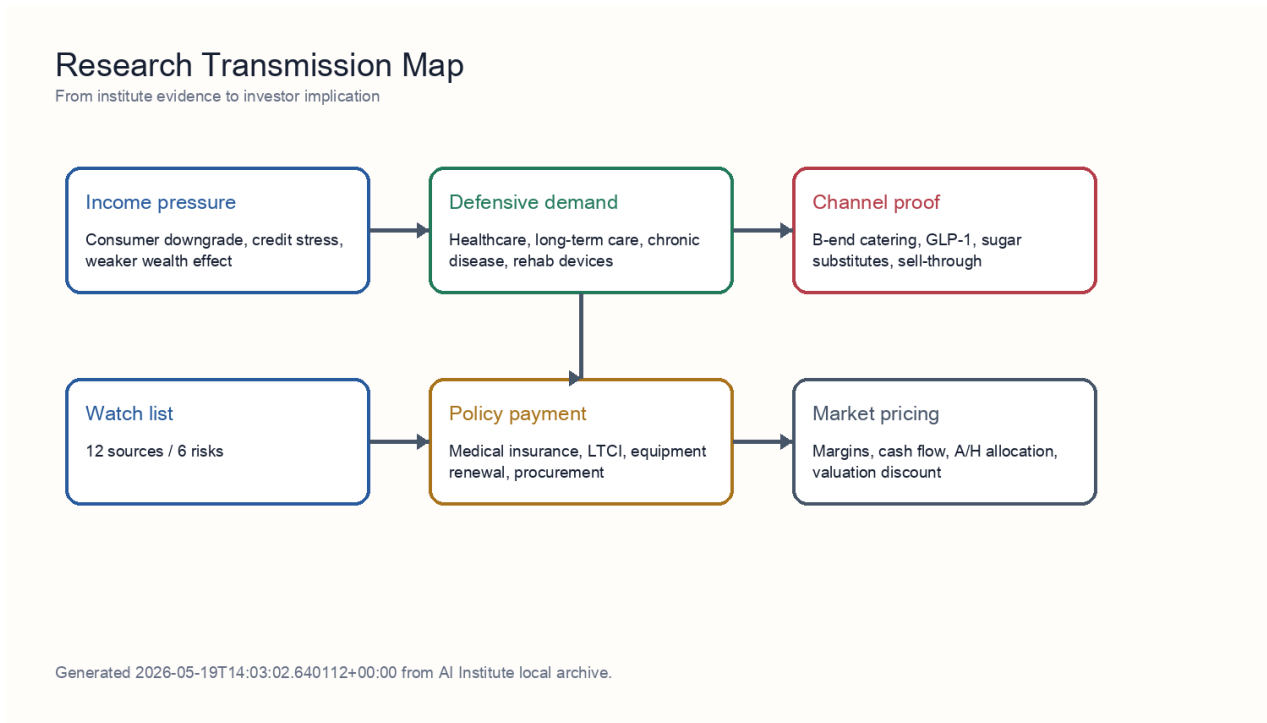 Research Transmission Map
From institute evidence to investor implication
Income pressure
Consumer downgrade, credit stress,
weaker wealth effect
Defensive demand
Healthcare, long-term care, chronic
disease, rehab devices
Channel proof
B-end catering, GLP-1, sugar
substitutes, sell-through
Watch list
12 sources / 6 risks
Policy payment
Medical insurance, LTCI, equipment
renewal, procurement
Market pricing
Margins, cash flow, A/H allocation,
valuation discount
Generated 2026-05-19T14:03:02.640112+00:00 from AI Institute local archive.